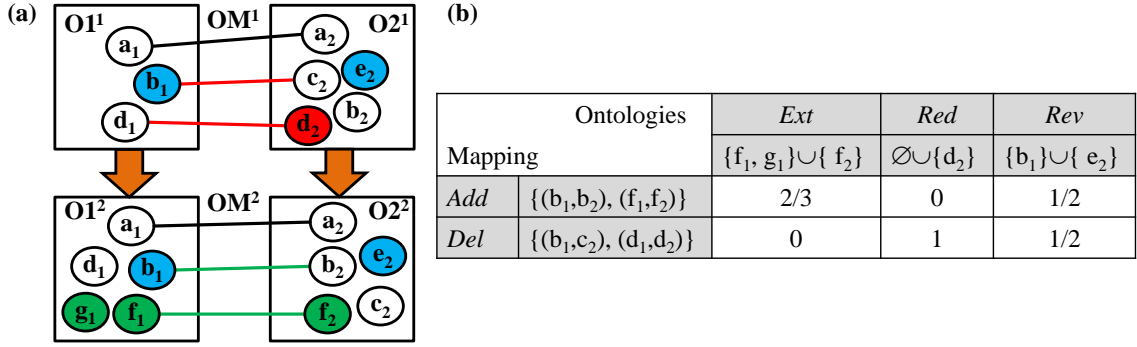 (a)
O1¹ OM¹ O2¹
a₁ a₂
b₁ c₂ e₂
d₁ d₂ b₂
O1² OM² O2²
a₁ a₂
d₁ b₁ b₂ e₂
g₁ f₁ f₂ c₂
(b)
Ontologies Ext Red Rev
Mapping {f₁, g₁}∪{ f₂} ∅∪{d₂} {b₁}∪{ e₂}
Add {(b₁,b₂), (f₁,f₂)} 2/3 0 1/2
Del {(b₁,c₂), (d₁,d₂)} 0 1 1/2